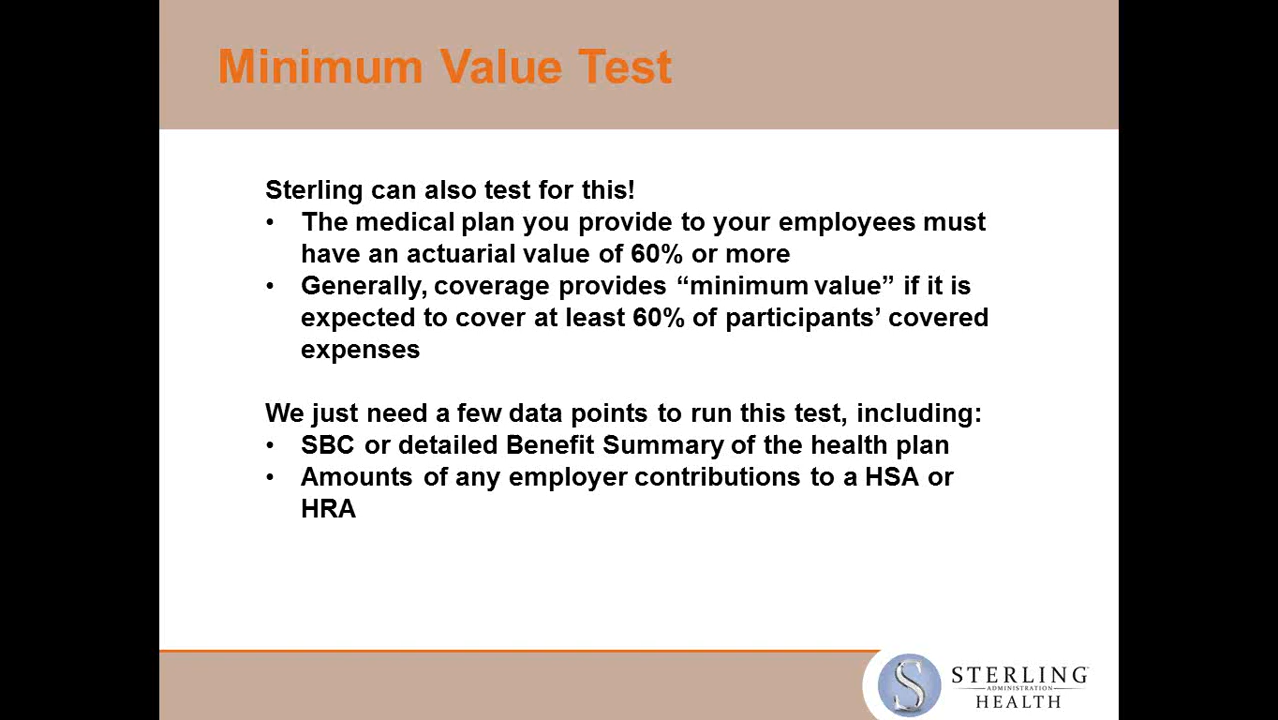 Minimum Value Test
Sterling can also test for this!
• The medical plan you provide to your employees must
have an actuarial value of 60% or more
• Generally, coverage provides “minimum value” if it is
expected to cover at least 60% of participants’ covered
expenses
We just need a few data points to run this test, including:
• SBC or detailed Benefit Summary of the health plan
• Amounts of any employer contributions to a HSA or
HRA
S
STERLING
ADMINISTRATION
HEALTH